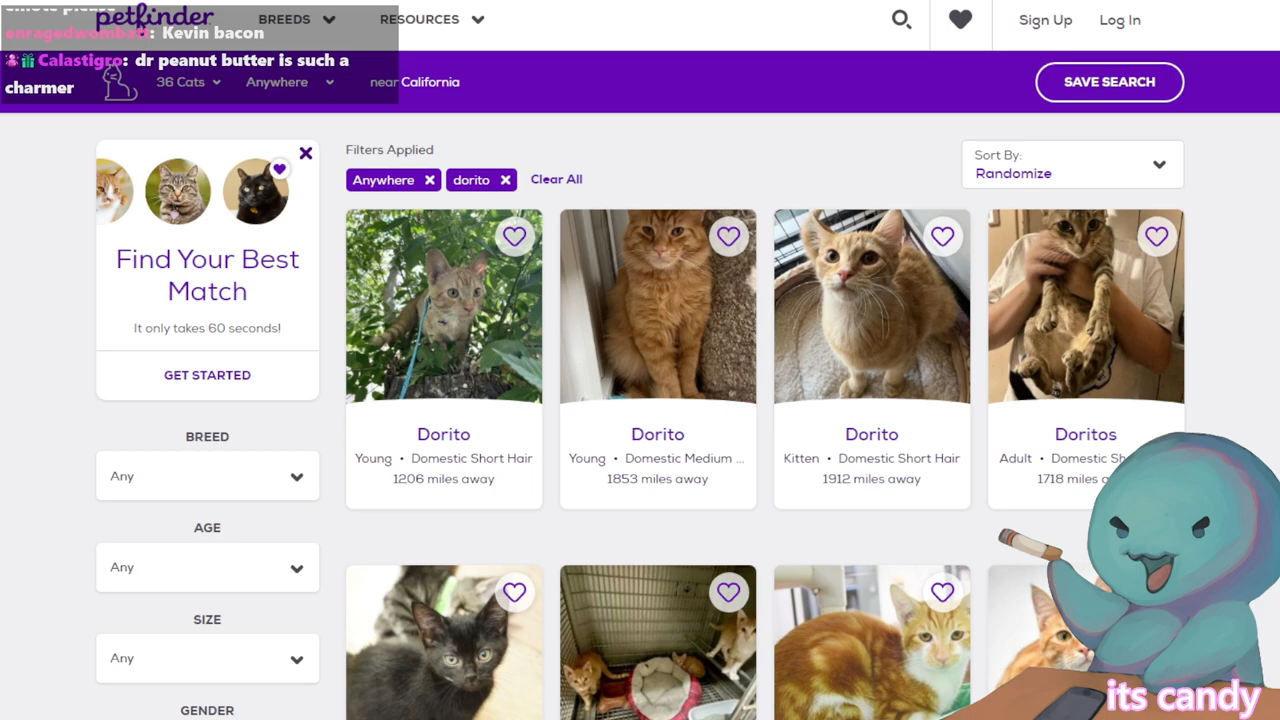 emote please
enragedwombat: Kevin bacon
Calastigro: dr peanut butter is such a
charmer
petfinder
BREEDS
RESOURCES
Sign Up
Log In
36 Cats
Anywhere
near California
SAVE SEARCH
Find Your Best
Match
It only takes 60 seconds!
GET STARTED
BREED
Any
AGE
Any
SIZE
Any
GENDER
Filters Applied
Anywhere
dorito
Clear All
Sort By:
Randomize
Dorito
Young • Domestic Short Hair
1206 miles away
Dorito
Young • Domestic Medium ...
1853 miles away
Dorito
Kitten • Domestic Short Hair
1912 miles away
Doritos
Adult • Domestic
1718 miles
its candy